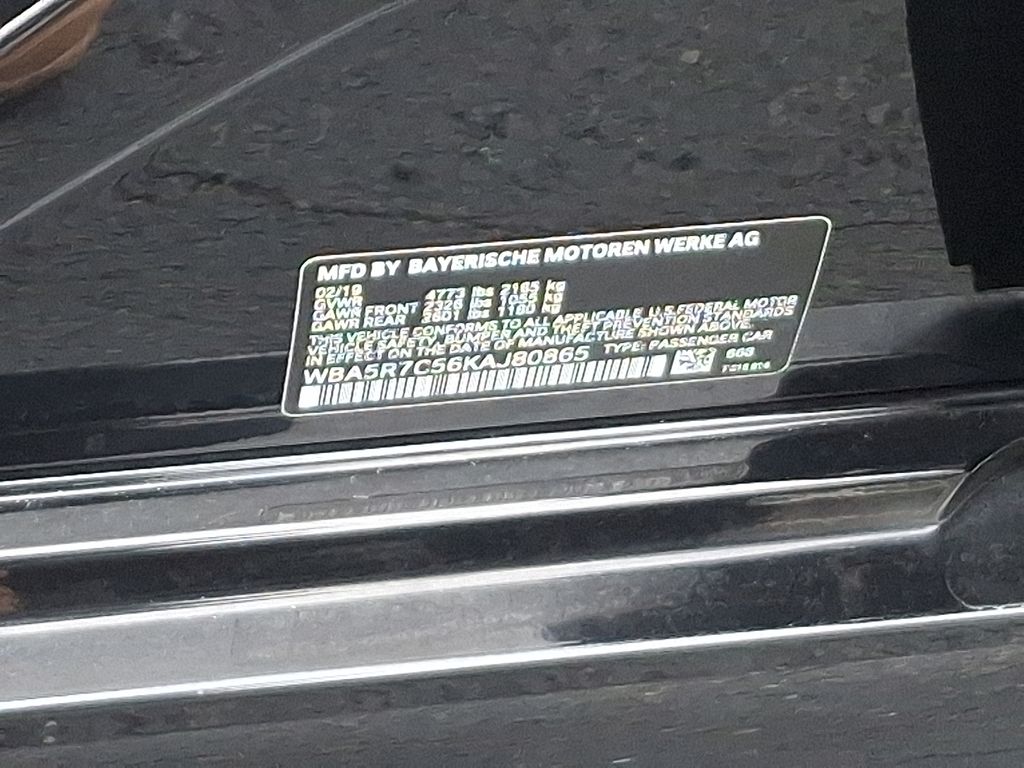 MFD BY BAYERISCHE MOTOREN WERKE AG
02/19
GVWR 4773 lbs 2165 kg
GAWR FRONT 2326 lbs 1055 kg
GAWR REAR 2601 lbs 1180 kg
THIS VEHICLE CONFORMS TO ALL APPLICABLE U.S. FEDERAL MOTOR
VEHICLE SAFETY, BUMPER AND THEFT PREVENTION STANDARDS
IN EFFECT ON THE DATE OF MANUFACTURE SHOWN ABOVE.
WBA5R7C56KAJ80865 TYPE: PASSENGER CAR